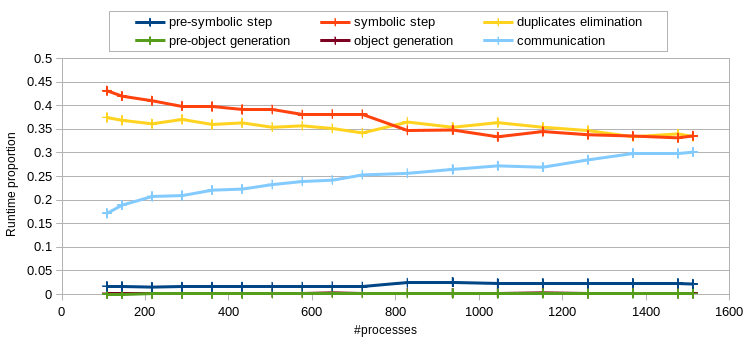 pre-symbolic step symbolic step duplicates elimination
pre-object generation object generation communication
0.5
0.45
0.4
0.35
0.3
0.25
0.2
0.15
0.1
0.05
0
Runtime proportion
0 200 400 600 800 1000 1200 1400 1600
#processes